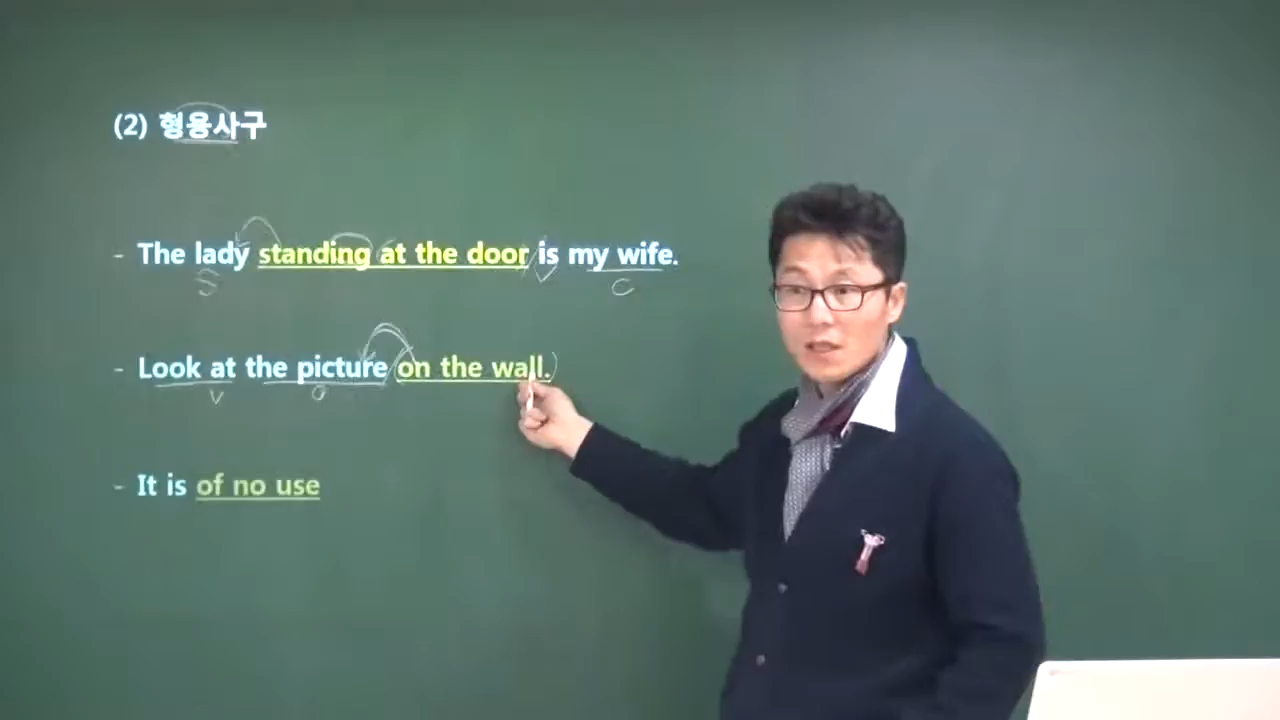 (2) 형용사구
- The lady standing at the door is my wife.
S V C
- Look at the picture on the wall.)
V O
- It is of no use